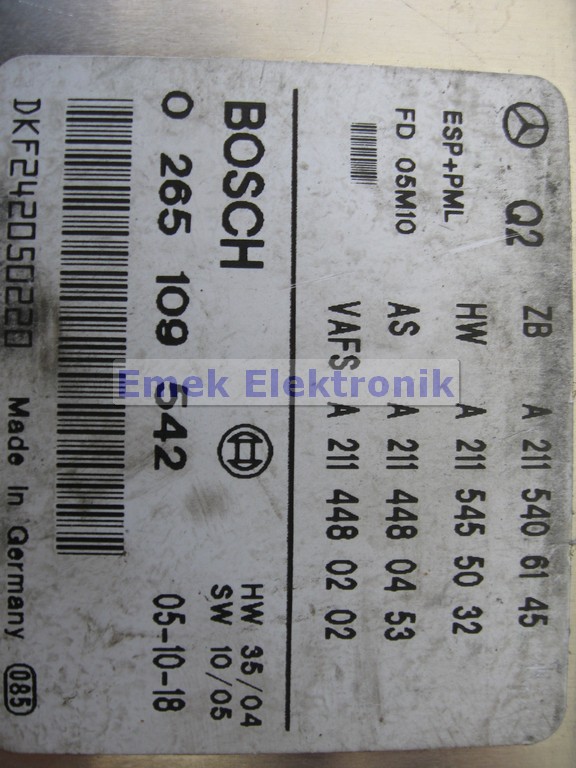 Q2 ZB A 211 540 61 45
ESP+PML HW A 211 545 50 32
FD 05M10 AS A 211 448 04 53
VAFS A 211 448 02 02
BOSCH HW 35/04
SW 10/05
0 265 109 542 05-10-18
DKF242050220 Made in Germany 085
Emek Elektronik